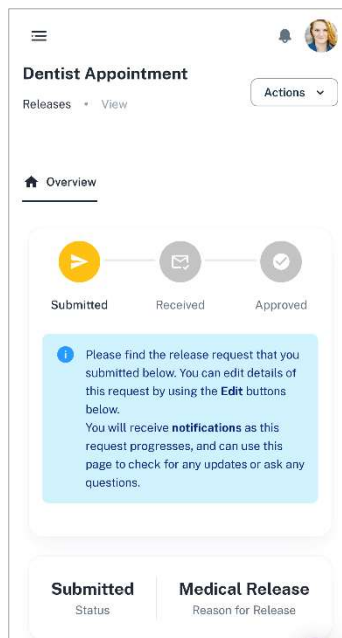 Dentist Appointment
Actions
Releases • View
Overview
Submitted Received Approved
Please find the release request that you
submitted below. You can edit details of
this request by using the Edit buttons
below.
You will receive notifications as this
request progresses, and can use this
page to check for any updates or ask any
questions.
Submitted Medical Release
Status Reason for Release